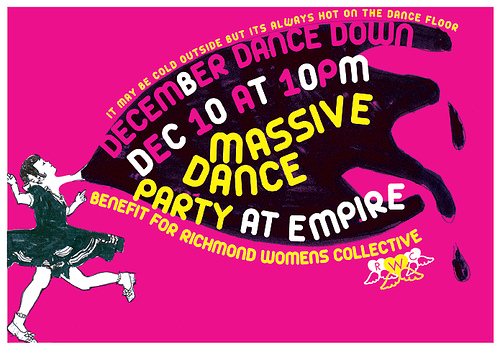 IT MAY BE COLD OUTSIDE BUT ITS ALWAYS HOT ON THE DANCE FLOOR
DECEMBER DANCE DOWN
DEC 10 AT 10PM
MASSIVE
DANCE
PARTY AT EMPIRE
BENEFIT FOR RICHMOND WOMENS COLLECTIVE
R W C